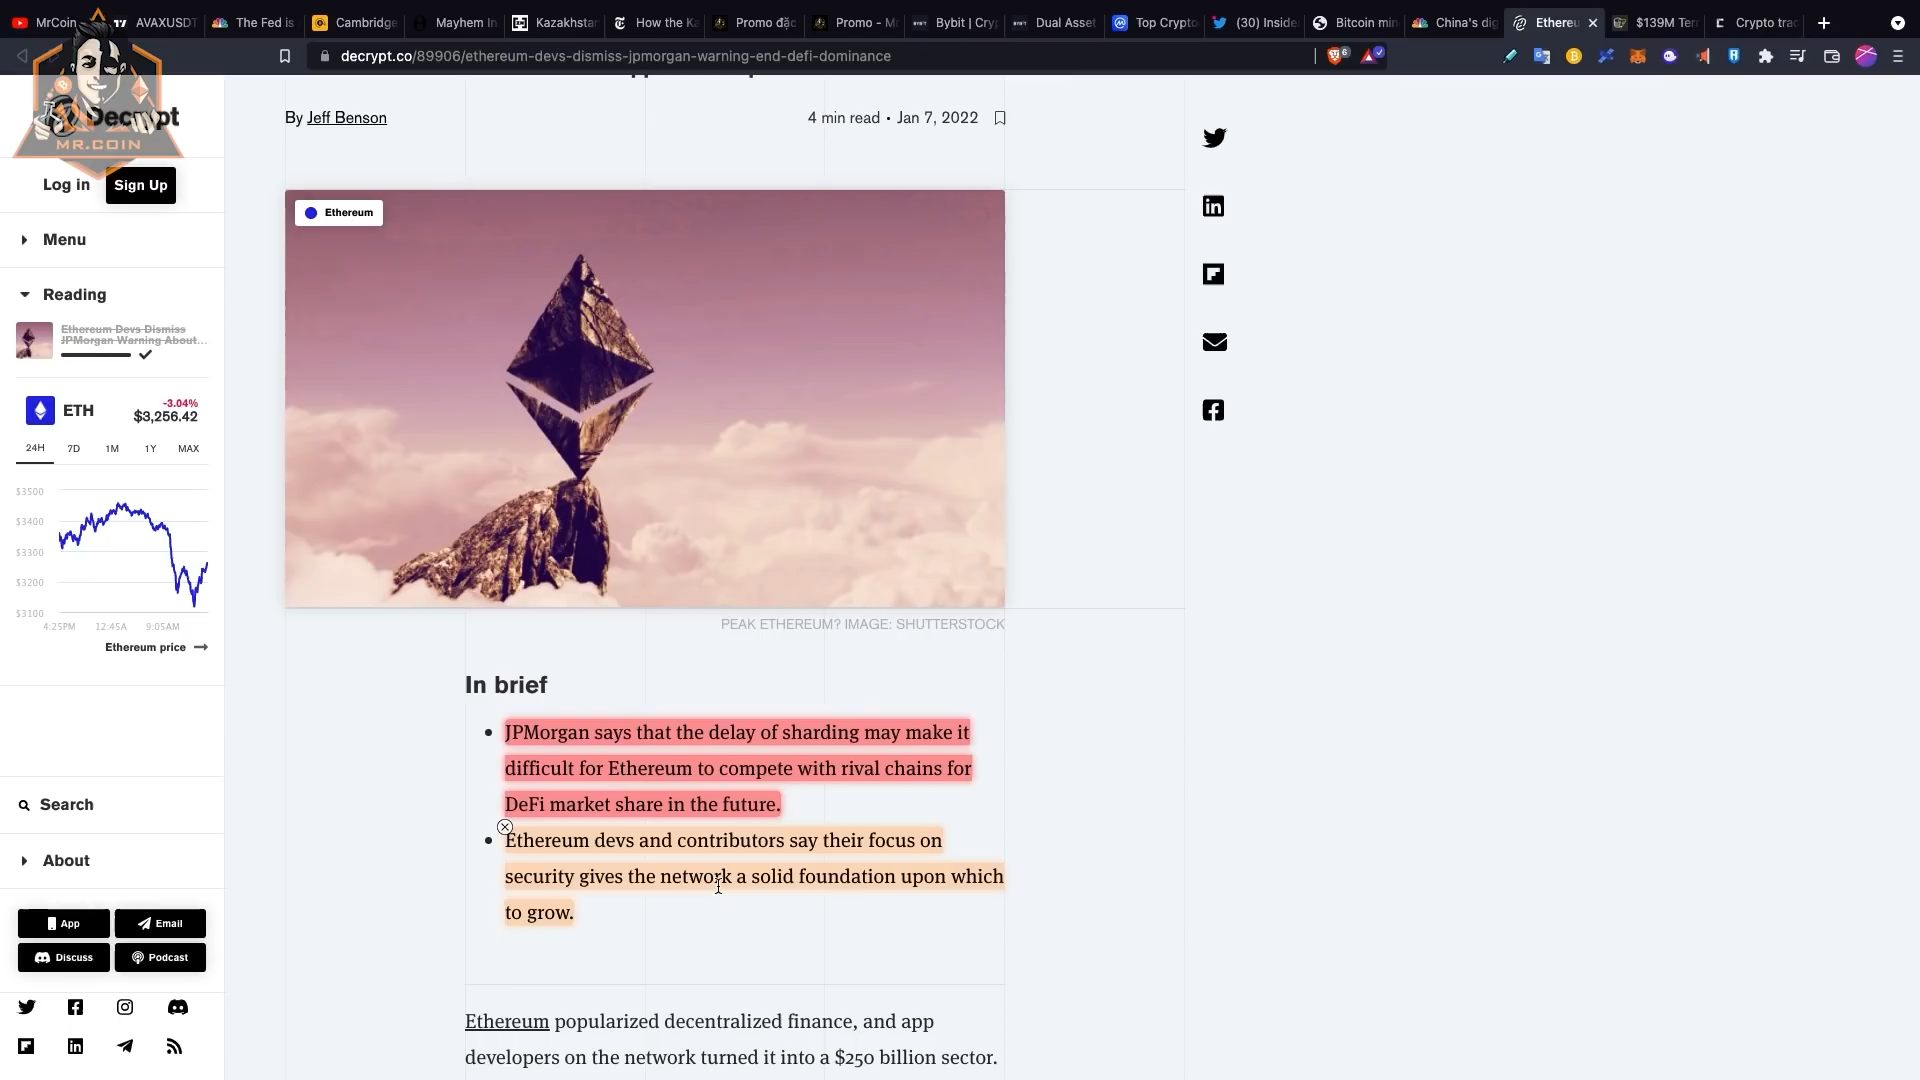 MrCoin
AVAXUSDT
The Fed is
Cambridge
Mayhem In
Kazakhstan
How the Ka
Promo đặc
Promo - Mr
Bybit | Cryp
Dual Asset
Top Crypto
(30) Inside
Bitcoin min
China's dig
Ethereu
$139M Terr
Crypto trac
decrypt.co/89906/ethereum-devs-dismiss-jpmorgan-warning-end-defi-dominance
6
Decrypt
MR.COIN
Log in
Sign Up
Menu
Reading
Ethereum Devs Dismiss
JPMorgan Warning About...
ETH
-3.04%
$3,256.42
24H
7D
1M
1Y
MAX
$3500
$3400
$3300
$3200
$3100
4:25PM
12:45A
9:05AM
Ethereum price
Search
About
App
Email
Discuss
Podcast
By Jeff Benson
4 min read • Jan 7, 2022
Ethereum
PEAK ETHEREUM? IMAGE: SHUTTERSTOCK
In brief
JPMorgan says that the delay of sharding may make it
difficult for Ethereum to compete with rival chains for
DeFi market share in the future.
Ethereum devs and contributors say their focus on
security gives the network a solid foundation upon which
to grow.
Ethereum popularized decentralized finance, and app
developers on the network turned it into a $250 billion sector.